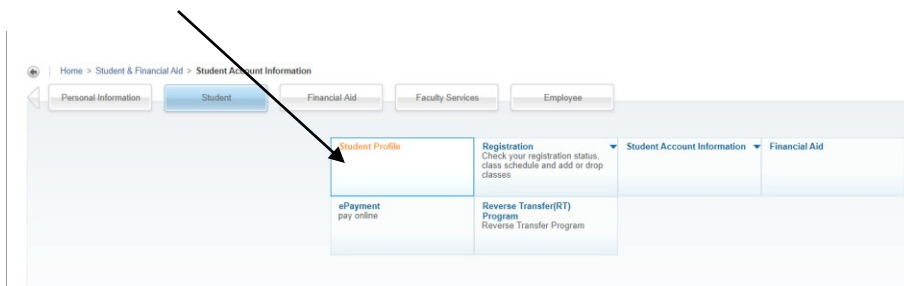 Home > Student & Financial Aid > Student Account Information
Personal Information
Student
Financial Aid
Faculty Services
Employee
Student Profile
Registration
Check your registration status,
class schedule and add or drop
classes
Student Account Information
Financial Aid
ePayment
pay online
Reverse Transfer(RT)
Program
Reverse Transfer Program